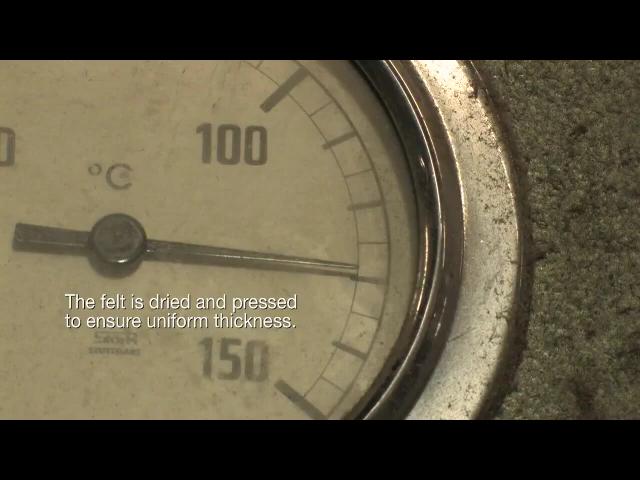 100
°C
The felt is dried and pressed
to ensure uniform thickness.
150